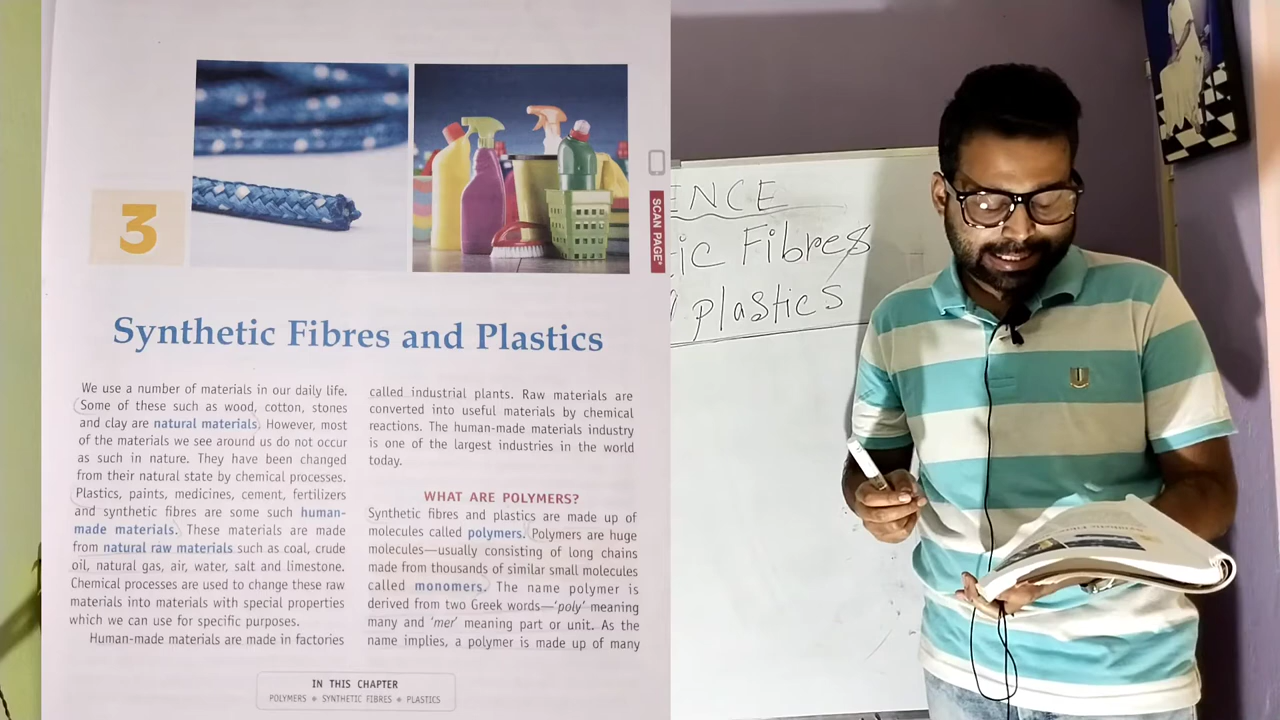 3
SCAN PAGE*
Synthetic Fibres and Plastics
We use a number of materials in our daily life.
Some of these such as wood, cotton, stones
and clay are natural materials. However, most
of the materials we see around us do not occur
as such in nature. They have been changed
from their natural state by chemical processes.
Plastics, paints, medicines, cement, fertilizers
and synthetic fibres are some such human-
made materials. These materials are made
from natural raw materials such as coal, crude
oil, natural gas, air, water, salt and limestone.
Chemical processes are used to change these raw
materials into materials with special properties
which we can use for specific purposes.
Human-made materials are made in factories
called industrial plants. Raw materials are
converted into useful materials by chemical
reactions. The human-made materials industry
is one of the largest industries in the world
today.
WHAT ARE POLYMERS?
Synthetic fibres and plastics are made up of
molecules called polymers. Polymers are huge
molecules—usually consisting of long chains
made from thousands of similar small molecules
called monomers. The name polymer is
derived from two Greek words—'poly' meaning
many and 'mer' meaning part or unit. As the
name implies, a polymer is made up of many
IN THIS CHAPTER
POLYMERS ◆ SYNTHETIC FIBRES ◆ PLASTICS
ENCE
ic Fibres
plastics